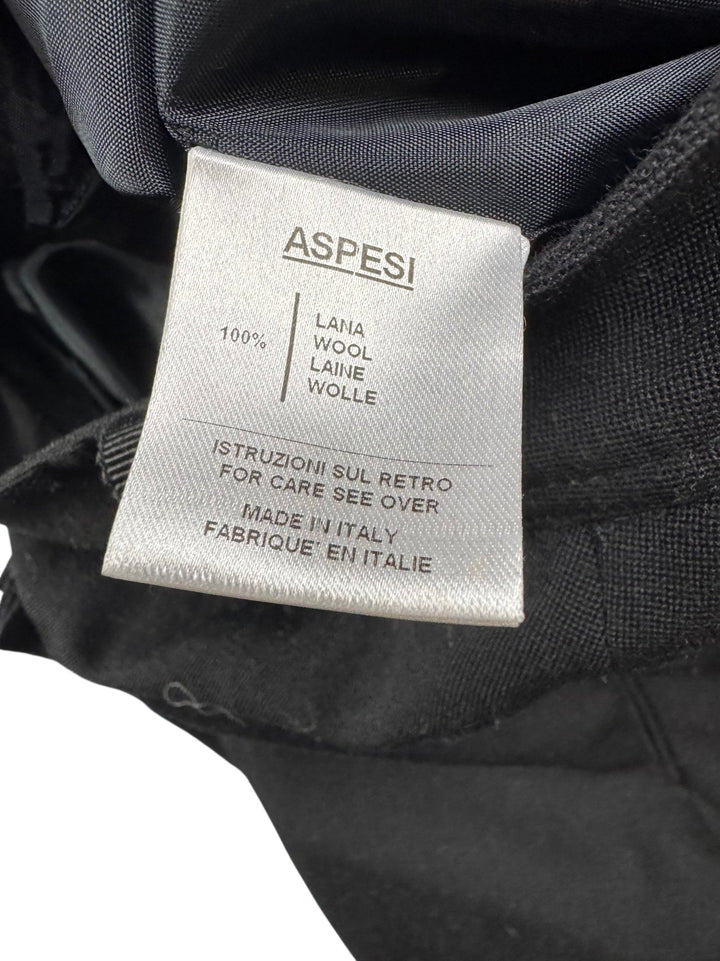 ASPESI
100%
LANA
WOOL
LAINE
WOLLE
ISTRUZIONI SUL RETRO
FOR CARE SEE OVER
MADE IN ITALY
FABRIQUE' EN ITALIE